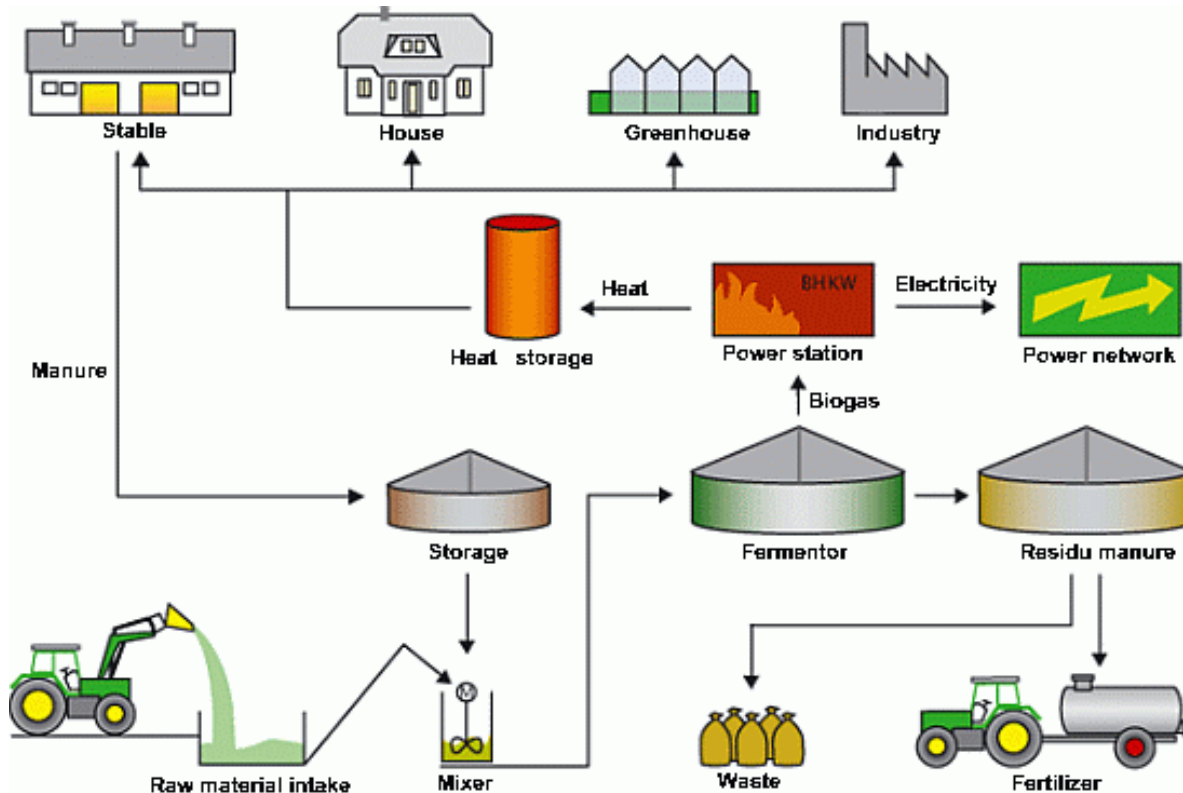 Stable
House
Greenhouse
Industry
Heat
BHKW
Electricity
Heat storage
Power station
Power network
Manure
Biogas
Storage
Fermentor
Residu manure
M
Raw material intake
Mixer
Waste
Fertilizer